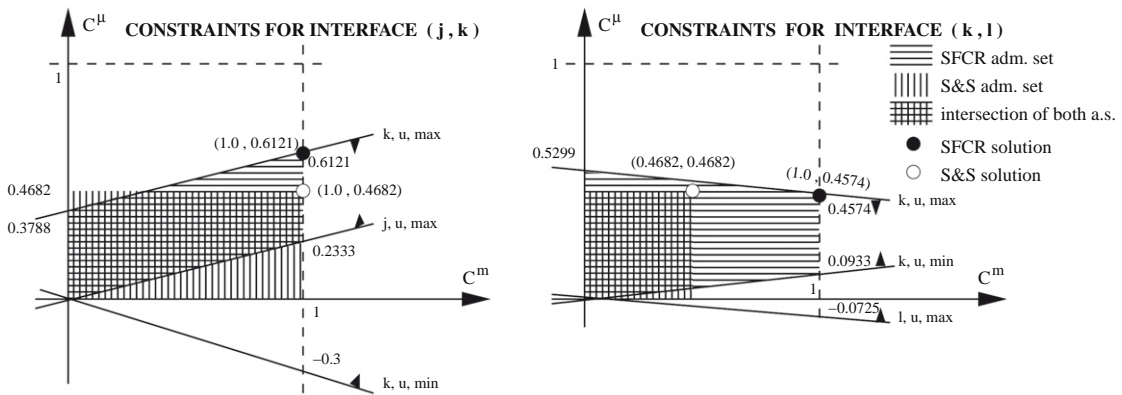 C^μ
CONSTRAINTS FOR INTERFACE ( j , k )
1
k, u, max
(1.0 , 0.6121)
0.6121
0.4682
(1.0 , 0.4682)
0.3788
j, u, max
0.2333
C^m
1
−0.3
k, u, min
C^μ
CONSTRAINTS FOR INTERFACE ( k , l )
1
SFCR adm. set
S&S adm. set
intersection of both a.s.
SFCR solution
S&S solution
0.5299
(0.4682, 0.4682)
(1.0 , 0.4574)
0.4574
k, u, max
0.0933
k, u, min
C^m
1
−0.0725
l, u, max